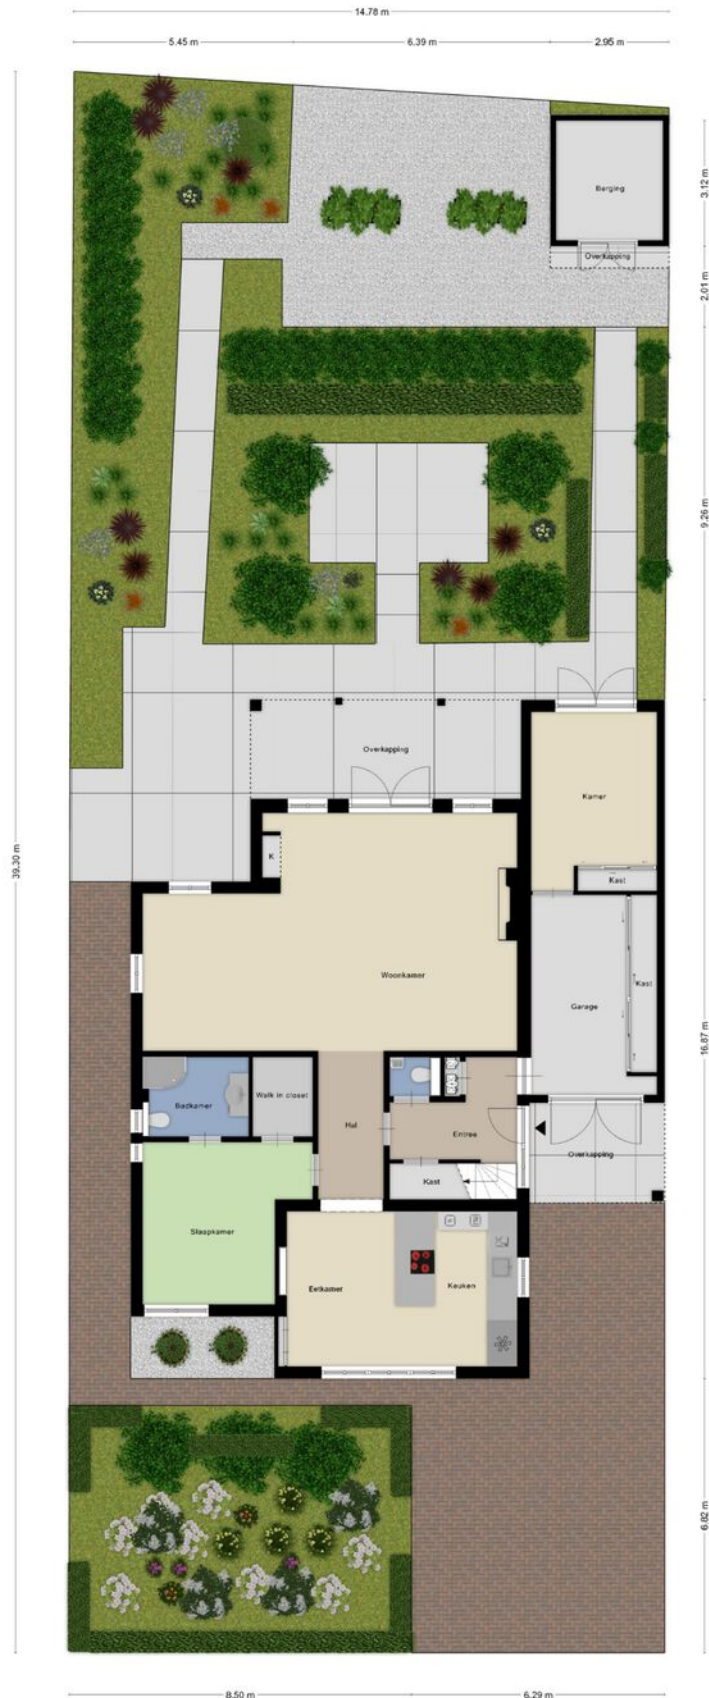 14.78 m
5.45 m
6.39 m
2.95 m
3.12 m
Berging
Overkapping
2.01 m
9.26 m
Overkapping
Kamer
K
39.30 m
Kast
Woonkamer
Kast
Garage
16.87 m
Badkamer
Walk in closet
Hal
Entree
Overkapping
Kast
Slaapkamer
Eetkamer
Keuken
6.82 m
8.50 m
6.29 m